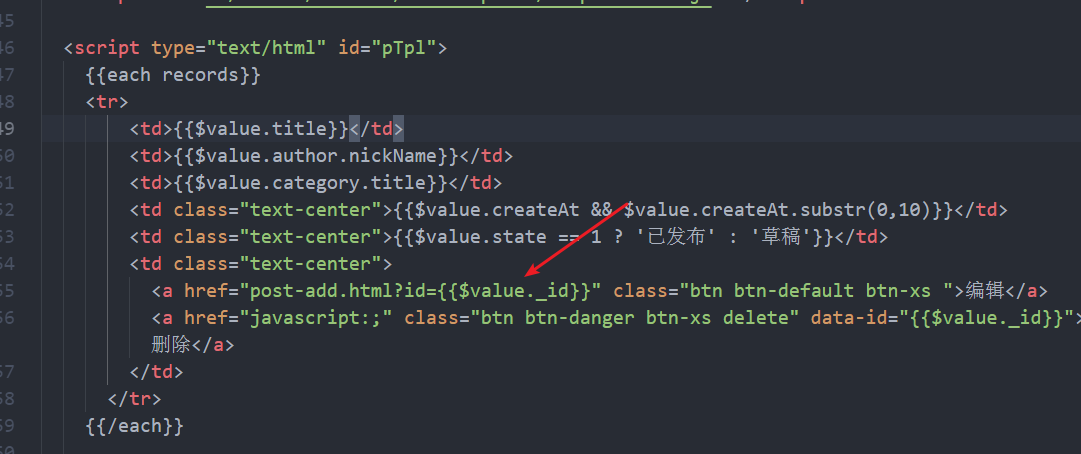 45
46 <script type="text/html" id="pTpl">
47 {{each records}}
48 <tr>
49 <td>{{$value.title}}</td>
50 <td>{{$value.author.nickName}}</td>
51 <td>{{$value.category.title}}</td>
52 <td class="text-center">{{$value.createAt && $value.createAt.substr(0,10)}}</td>
53 <td class="text-center">{{$value.state == 1 ? '已发布' : '草稿'}}</td>
54 <td class="text-center">
55 <a href="post-add.html?id={{$value._id}}" class="btn btn-default btn-xs ">编辑</a>
56 <a href="javascript:;" class="btn btn-danger btn-xs delete" data-id="{{$value._id}}">
删除</a>
57 </td>
58 </tr>
59 {{/each}}
60